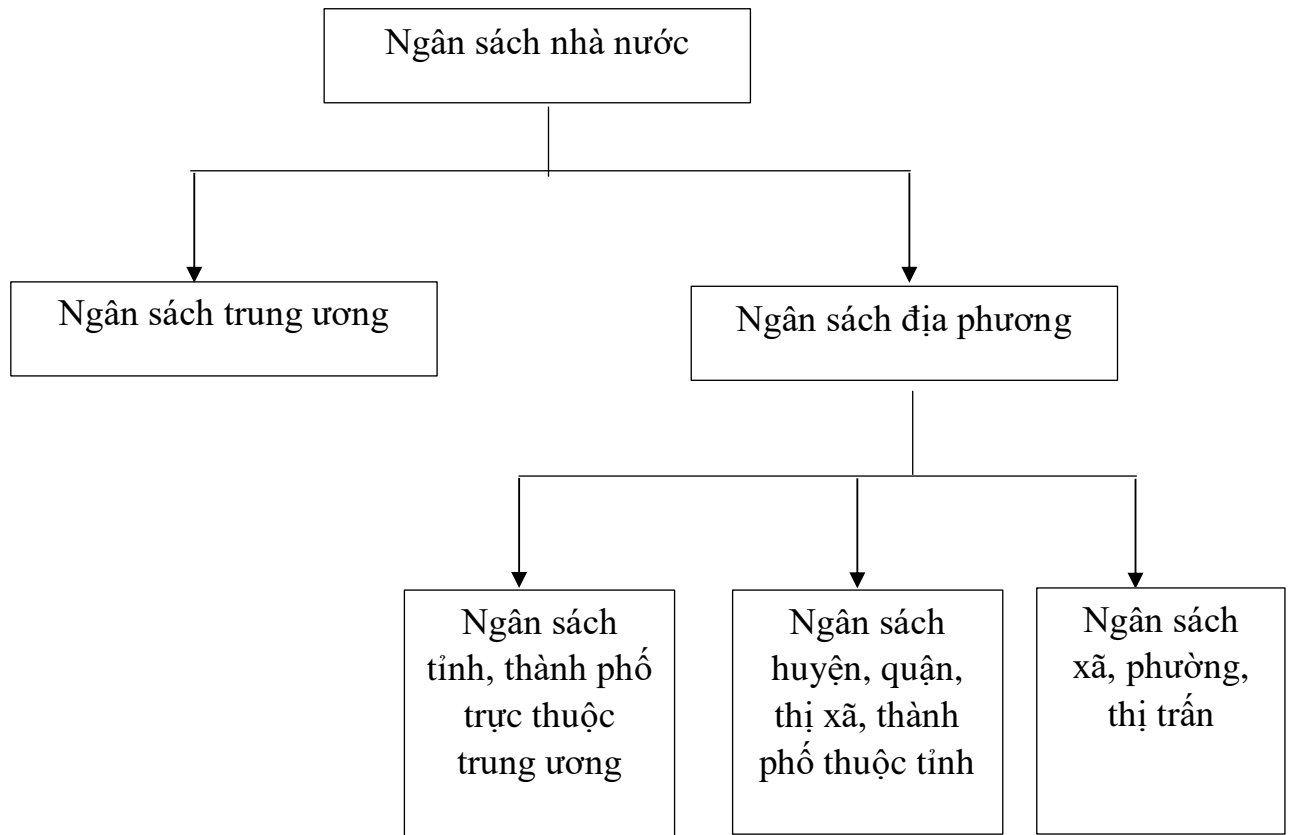 Ngân sách nhà nước
Ngân sách trung ương
Ngân sách địa phương
Ngân sách
tỉnh, thành phố
trực thuộc
trung ương
Ngân sách
huyện, quận,
thị xã, thành
phố thuộc tỉnh
Ngân sách
xã, phường,
thị trấn